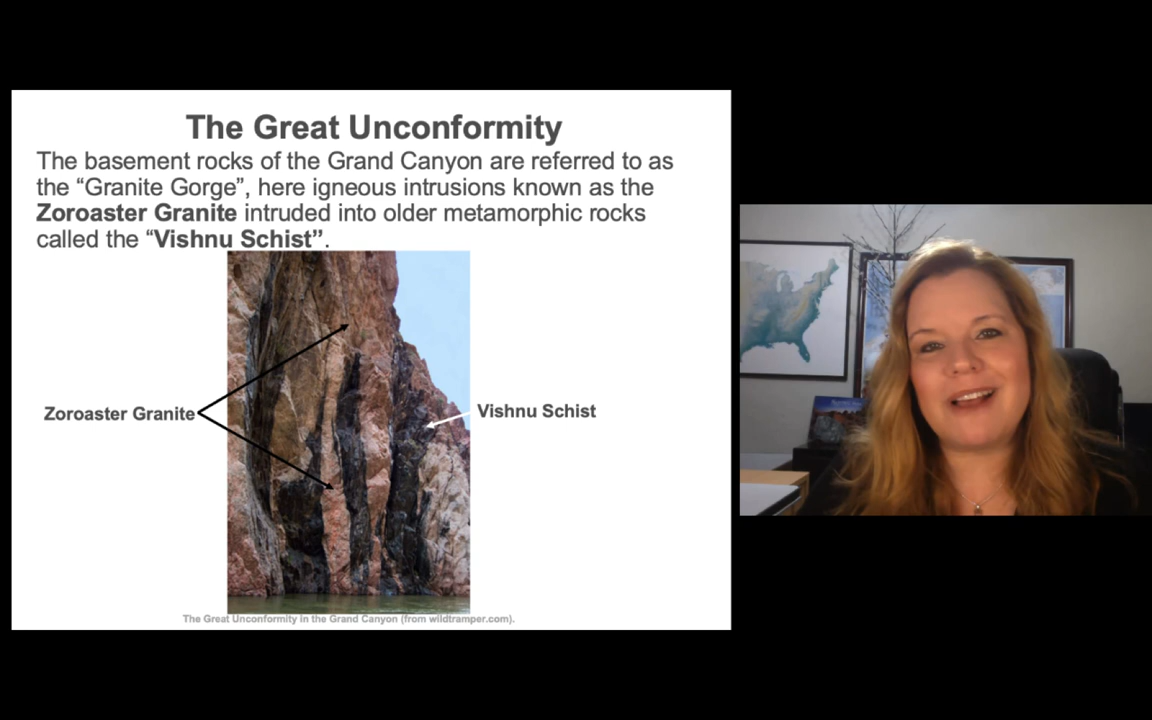 The Great Unconformity
The basement rocks of the Grand Canyon are referred to as
the “Granite Gorge”, here igneous intrusions known as the
Zoroaster Granite intruded into older metamorphic rocks
called the “Vishnu Schist”.
Zoroaster Granite
Vishnu Schist
The Great Unconformity in the Grand Canyon (from wildtramper.com).